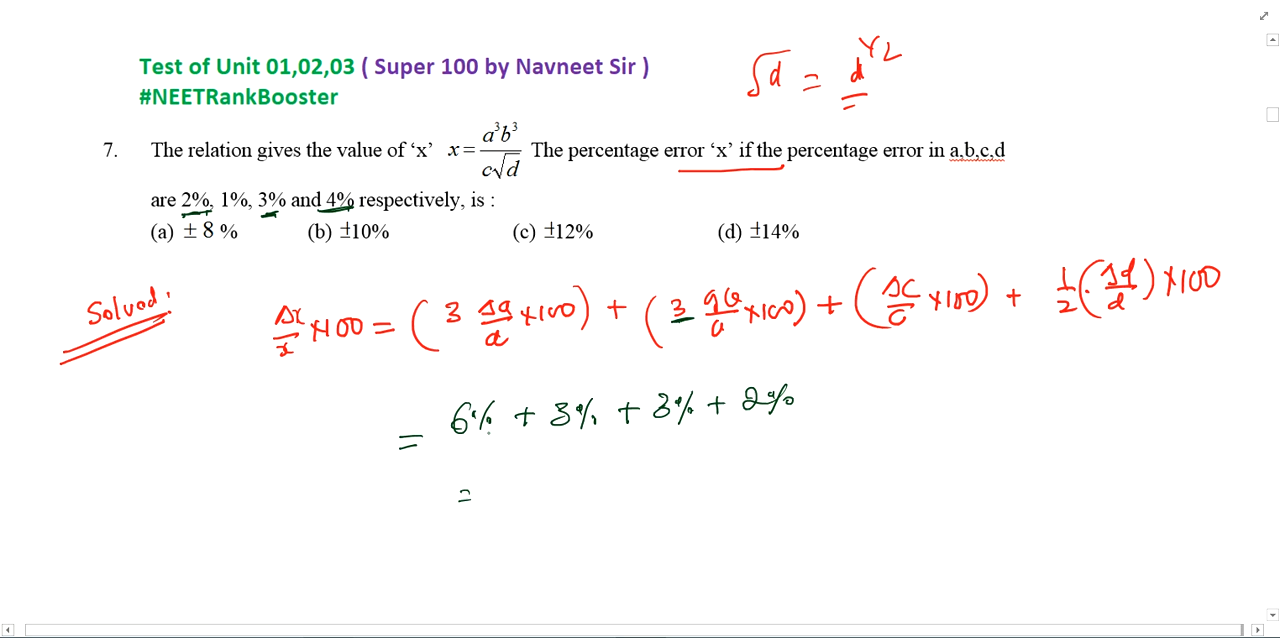 Test of Unit 01,02,03 ( Super 100 by Navneet Sir )
#NEETRankBooster
√d = d^1/2
7. The relation gives the value of ‘x’ x = a³b³ / c√d The percentage error ‘x’ if the percentage error in a,b,c,d
are 2%, 1%, 3% and 4% respectively, is :
(a) ± 8 % (b) ±10% (c) ±12% (d) ±14%
Solved:
Δx/x ×100 = (3 Δa/a ×100) + (3 ×100) + (Δc/c ×100) + 1/2 (Δd/d) ×100
= 6% + 3% + 3% + 2%
=